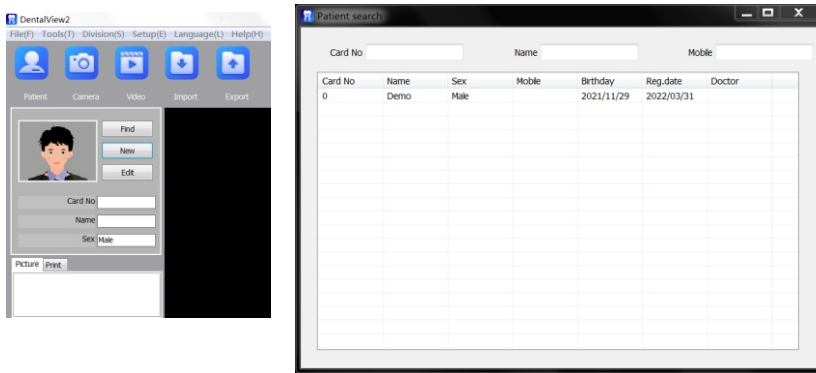 DentalView2
File(F) Tools(T) Division(S) Setup(E) Language(L) Help(H)
Patient Camera Video Import Export
Find
New
Edit
Card No
Name
Sex Male
Picture Print
Patient search
Card No Name Moble
Card No Name Sex Moble Birthday Reg.date Doctor
0 Demo Male 2021/11/29 2022/03/31